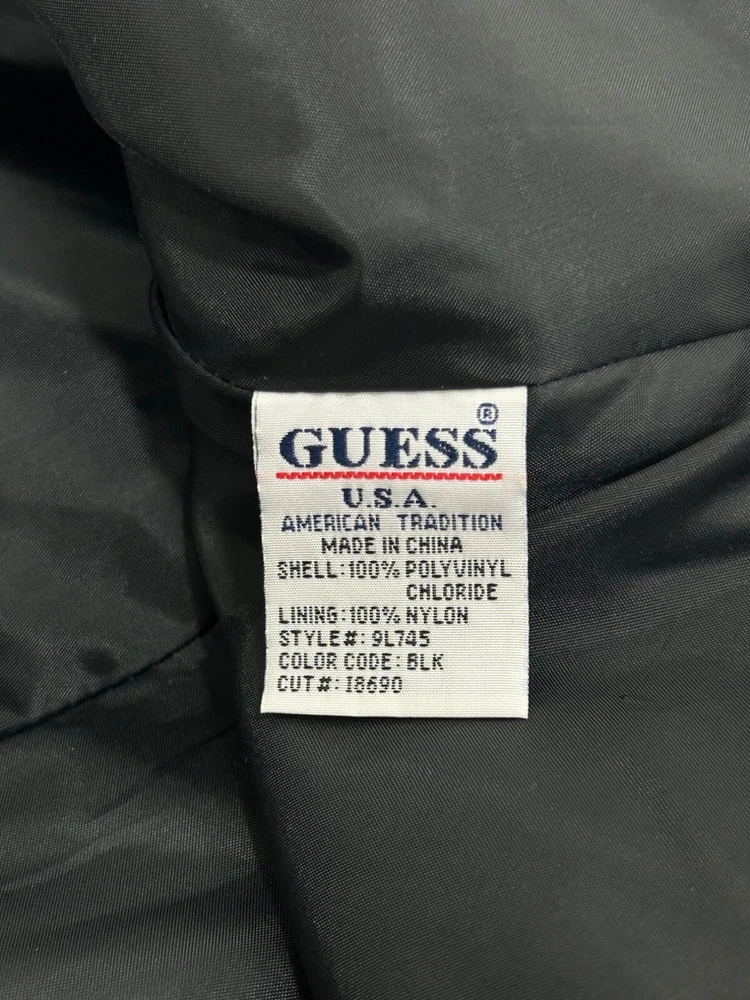 GUESS®
U.S.A.
AMERICAN TRADITION
MADE IN CHINA
SHELL:100% POLYVINYL
CHLORIDE
LINING:100% NYLON
STYLE#: 9L745
COLOR CODE: BLK
CUT#: 18690